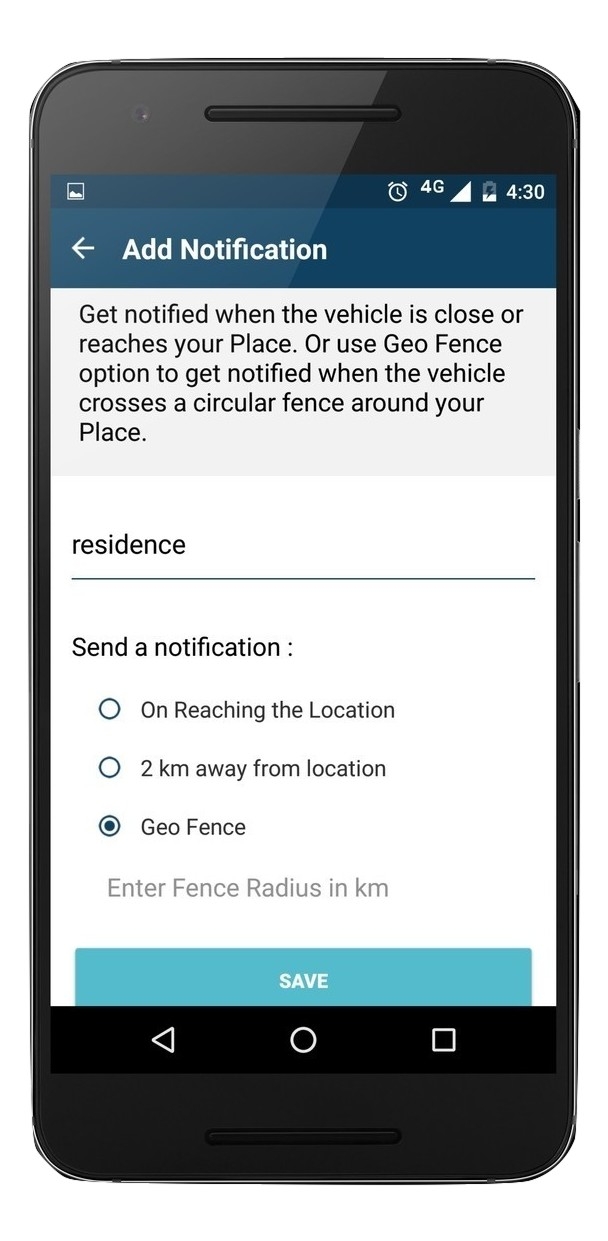 4G 4:30
Add Notification
Get notified when the vehicle is close or
reaches your Place. Or use Geo Fence
option to get notified when the vehicle
crosses a circular fence around your
Place.
residence
Send a notification :
On Reaching the Location
2 km away from location
Geo Fence
Enter Fence Radius in km
SAVE